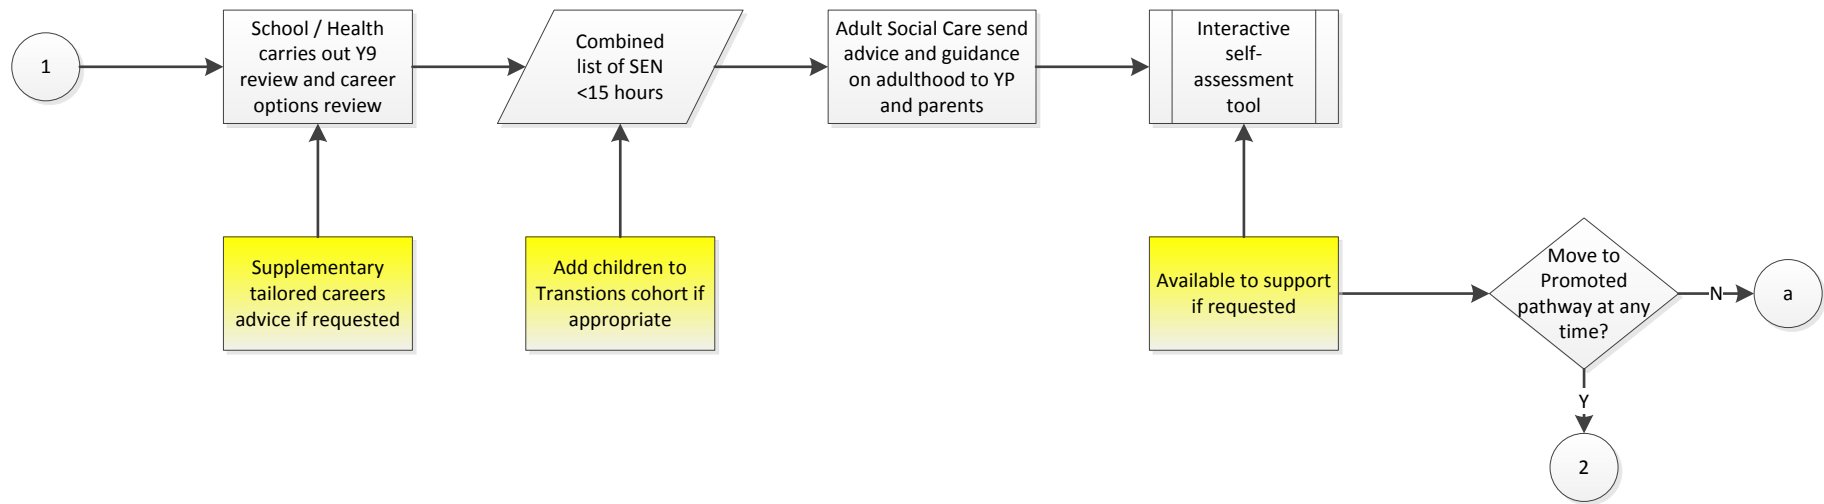 1
School / Health
carries out Y9
review and career
options review
Combined
list of SEN
<15 hours
Adult Social Care send
advice and guidance
on adulthood to YP
and parents
Interactive
self-
assessment
tool
Supplementary
tailored careers
advice if requested
Add children to
Transtions cohort if
appropriate
Available to support
if requested
Move to
Promoted
pathway at any
time?
N
a
Y
2